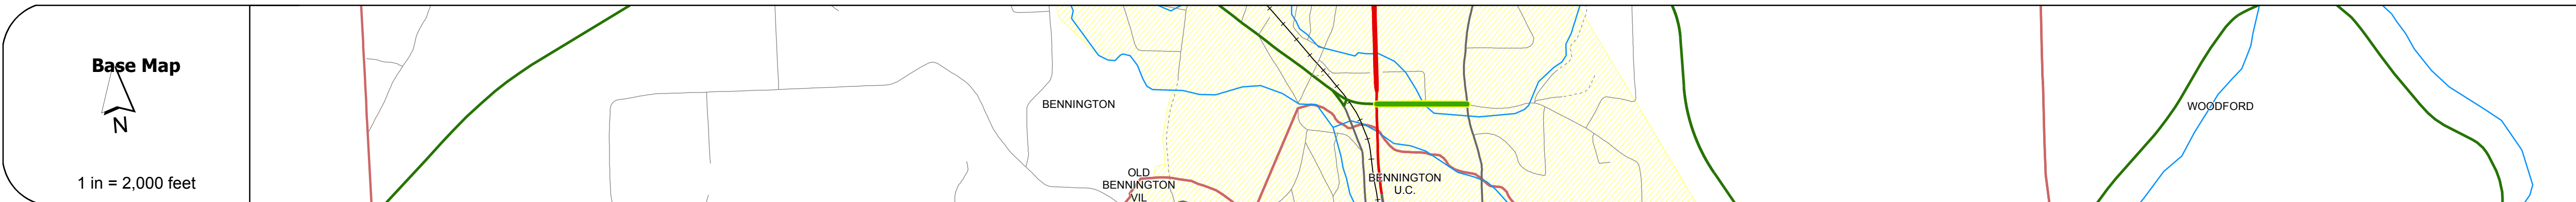 Base Map
N
1 in = 2,000 feet
BENNINGTON
OLD
BENNINGTON
VIL
BENNINGTON
U.C.
WOODFORD